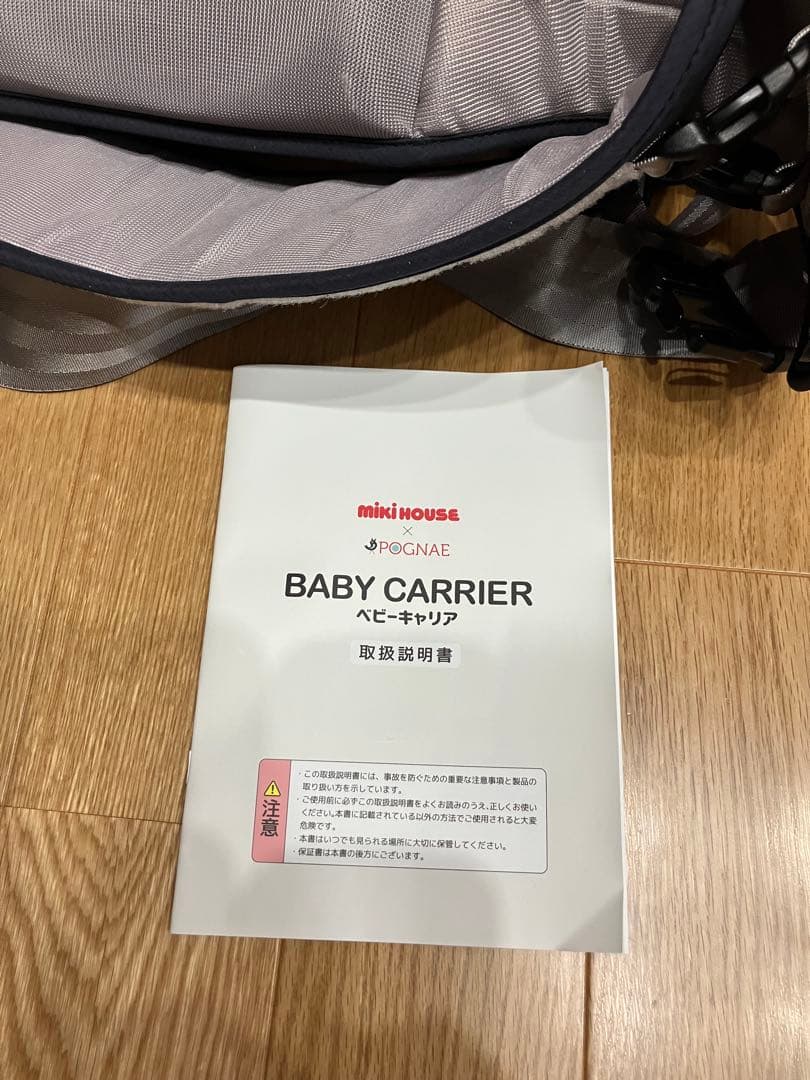 mikiHOUSE
×
POGNAE
BABY CARRIER
ベビーキャリア
取扱説明書
⚠注意
・この取扱説明書には、事故を防ぐための重要な注意事項と製品の
取り扱い方を示しています。
・ご使用前に必ずこの取扱説明書をよくお読みのうえ、正しくお使い
ください。本書に記載されている以外の方法でご使用されると大変
危険です。
・本書はいつでも見られる場所に大切に保管してください。
・保証書は本書の後方にございます。